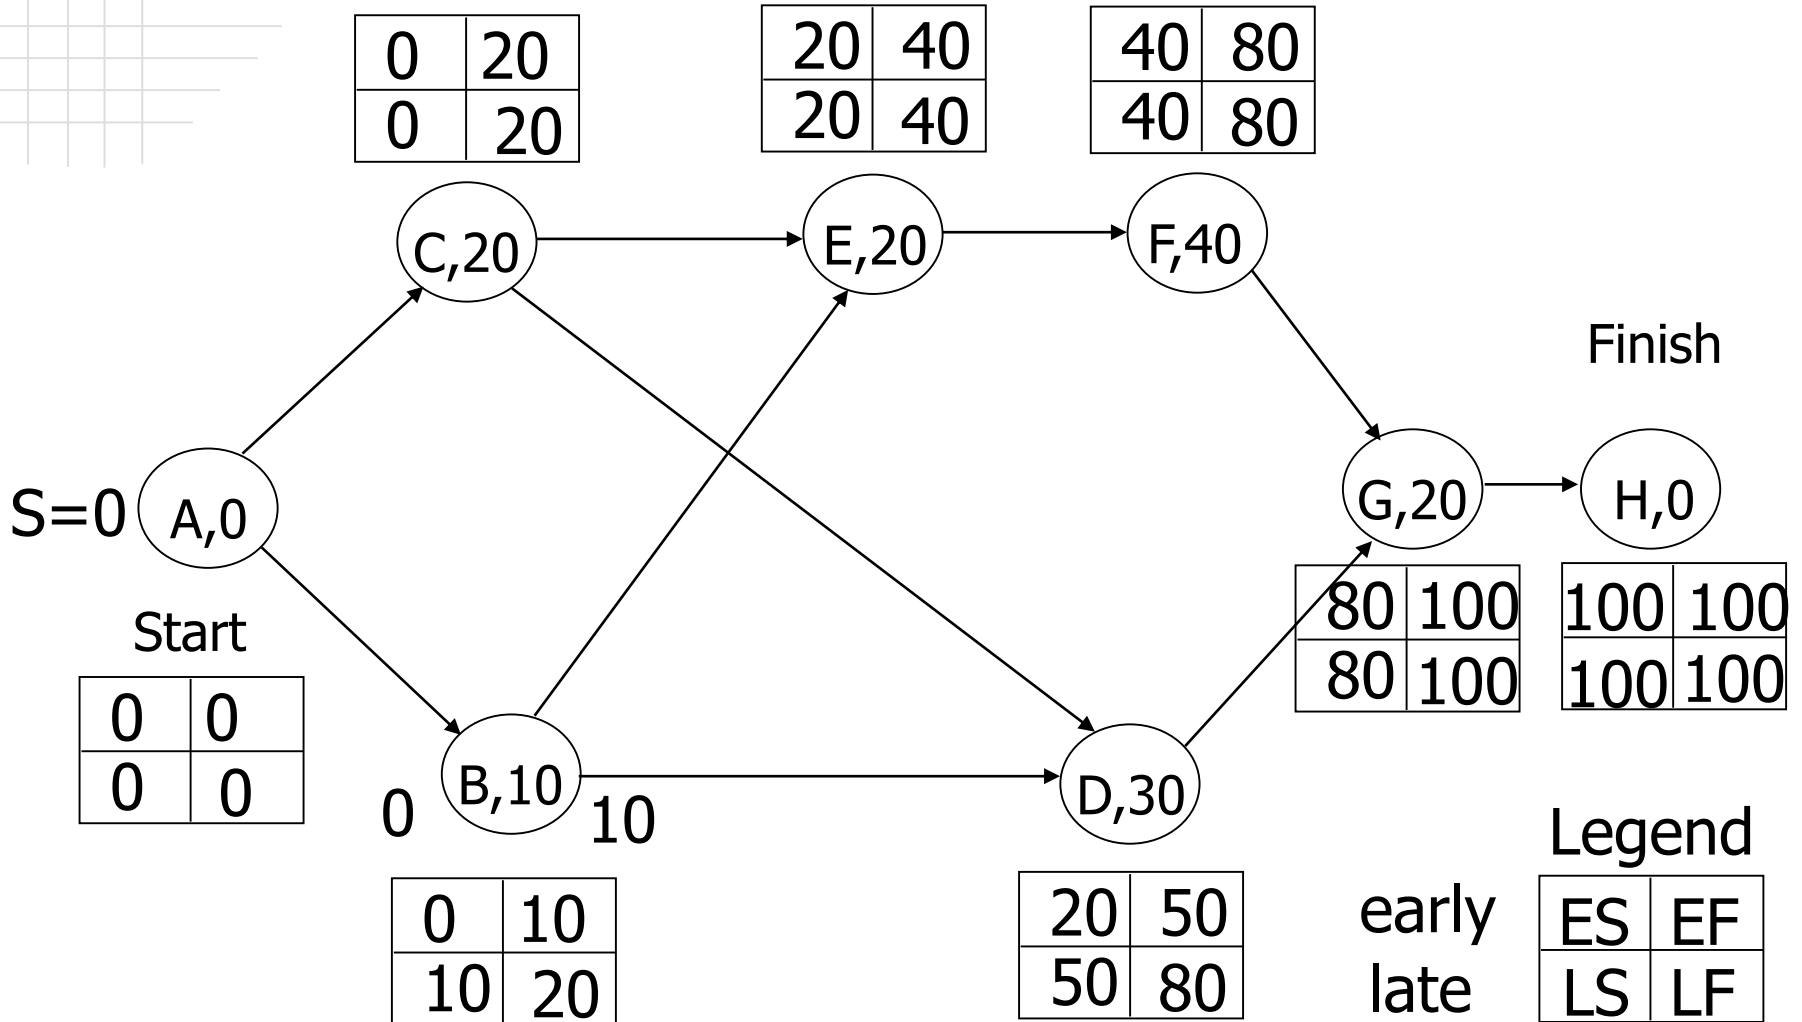 0 20
0 20
20 40
20 40
40 80
40 80
C,20
E,20
F,40
Finish
S=0
A,0
G,20
H,0
Start
0 0
0 0
80 100
80 100
100 100
100 100
0
B,10
10
D,30
0 10
10 20
20 50
50 80
Legend
early
late
ES EF
LS LF